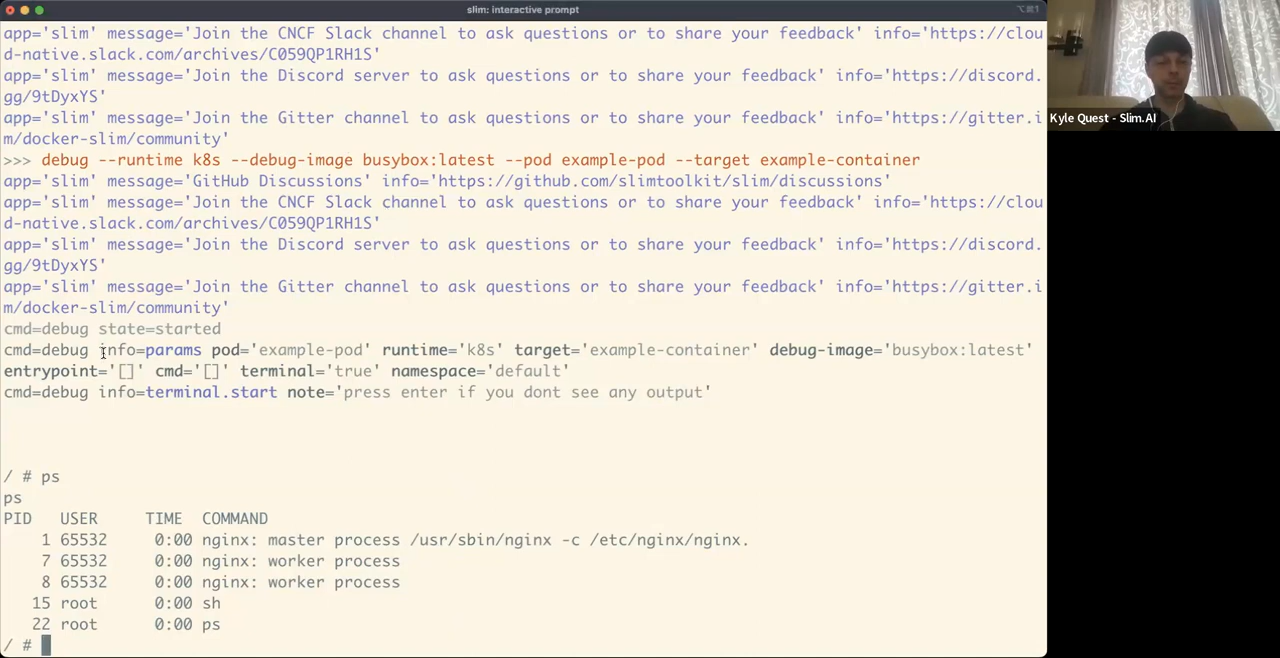 slim: interactive prompt
⌥⌘1
app='slim' message='Join the CNCF Slack channel to ask questions or to share your feedback' info='https://clou
d-native.slack.com/archives/C059QP1RH1S'
app='slim' message='Join the Discord server to ask questions or to share your feedback' info='https://discord.
gg/9tDyxYS'
app='slim' message='Join the Gitter channel to ask questions or to share your feedback' info='https://gitter.i
m/docker-slim/community'
>>> debug --runtime k8s --debug-image busybox:latest --pod example-pod --target example-container
app='slim' message='GitHub Discussions' info='https://github.com/slimtoolkit/slim/discussions'
app='slim' message='Join the CNCF Slack channel to ask questions or to share your feedback' info='https://clou
d-native.slack.com/archives/C059QP1RH1S'
app='slim' message='Join the Discord server to ask questions or to share your feedback' info='https://discord.
gg/9tDyxYS'
app='slim' message='Join the Gitter channel to ask questions or to share your feedback' info='https://gitter.i
m/docker-slim/community'
cmd=debug state=started
cmd=debug info=params pod='example-pod' runtime='k8s' target='example-container' debug-image='busybox:latest'
entrypoint='[]' cmd='[]' terminal='true' namespace='default'
cmd=debug info=terminal.start note='press enter if you dont see any output'
/ # ps
ps
PID USER TIME COMMAND
1 65532 0:00 nginx: master process /usr/sbin/nginx -c /etc/nginx/nginx.
7 65532 0:00 nginx: worker process
8 65532 0:00 nginx: worker process
15 root 0:00 sh
22 root 0:00 ps
/ #
Kyle Quest - Slim.AI